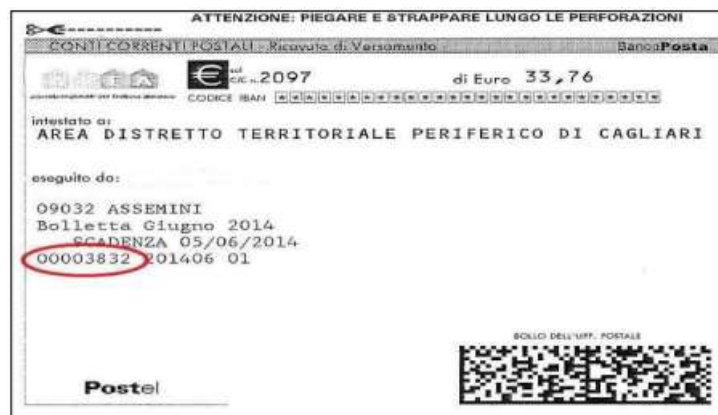 ATTENZIONE: PIEGARE E STRAPPARE LUNGO LE PERFORAZIONI
CONTI CORRENTI POSTALI - Ricevuta di Versamento BancoPosta
AREA
€ sul C/C n. 2097 di Euro 33,76
CODICE IBAN
intestato a:
AREA DISTRETTO TERRITORIALE PERIFERICO DI CAGLIARI
eseguito da:
09032 ASSEMINI
Bolletta Giugno 2014
SCADENZA 05/06/2014
00003832 201406 01
BOLLO DELL'UFF. POSTALE
Postel